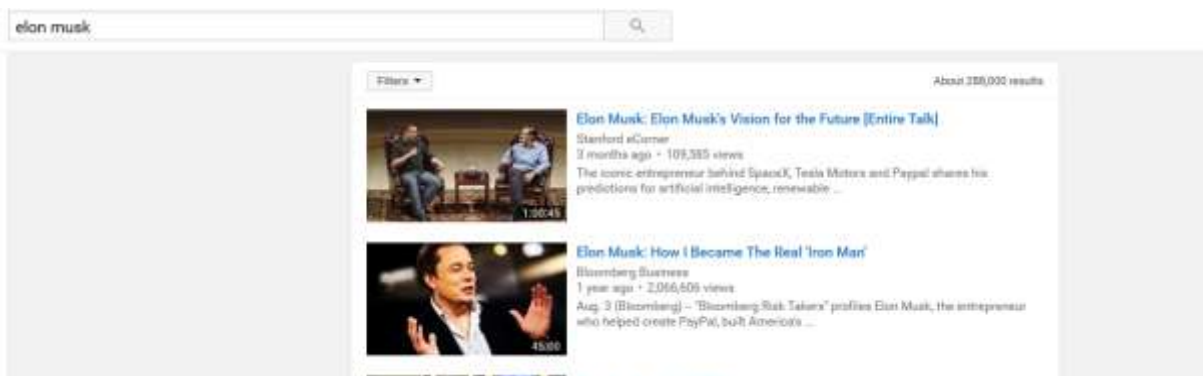 elon musk
Filters
About 288,000 results
Elon Musk: Elon Musk's Vision for the Future [Entire Talk]
Stanford eCorner
3 months ago • 109,585 views
The iconic entrepreneur behind SpaceX, Tesla Motors and Paypal shares his
predictions for artificial intelligence, renewable ...
1:00:45
Elon Musk: How I Became The Real 'Iron Man'
Bloomberg Business
1 year ago • 2,066,606 views
Aug. 3 (Bloomberg) -- "Bloomberg Risk Takers" profiles Elon Musk, the entrepreneur
who helped create PayPal, built America's ...
45:00